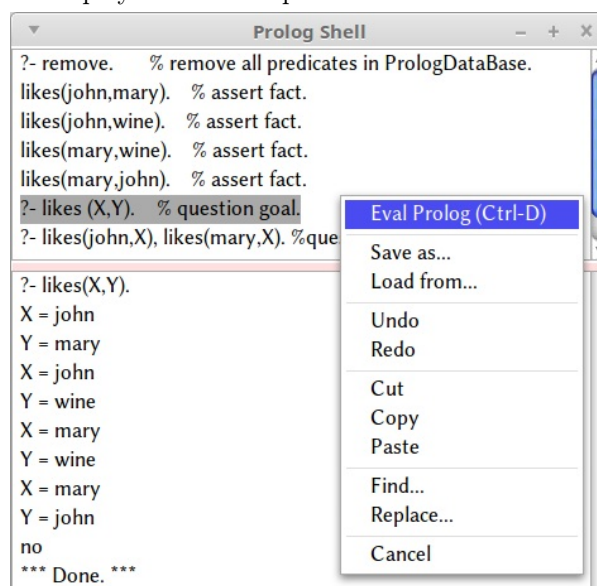 Prolog Shell
?- remove. % remove all predicates in PrologDataBase.
likes(john,mary). % assert fact.
likes(john,wine). % assert fact.
likes(mary,wine). % assert fact.
likes(mary,john). % assert fact.
?- likes (X,Y). % question goal.
?- likes(john,X), likes(mary,X). %que
?- likes(X,Y).
X = john
Y = mary
X = john
Y = wine
X = mary
Y = wine
X = mary
Y = john
no
*** Done. ***
Eval Prolog (Ctrl-D)
Save as...
Load from...
Undo
Redo
Cut
Copy
Paste
Find...
Replace...
Cancel